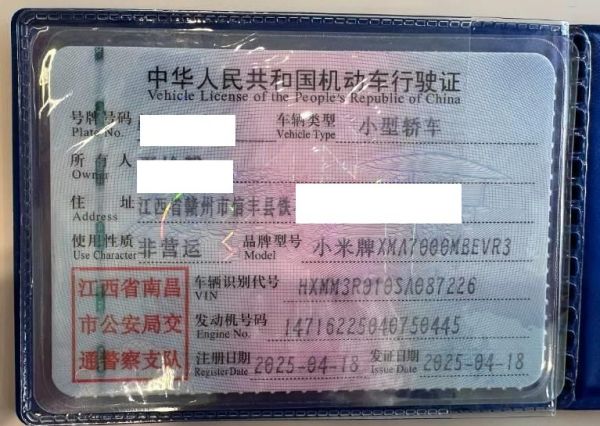 中华人民共和国机动车行驶证
Vehicle License of the People's Republic of China
号牌号码 车辆类型 小型轿车
Plate No. Vehicle Type
所有人
Owner
住址 江西省赣州市信丰县铁
Address
使用性质 非营运 品牌型号 小米牌XMA7000MBEVR3
Use Character Model
江西省南昌
市公安局交
通警察支队
车辆识别代号 HXMM3R010SA087226
VIN
发动机号码 14716225040750445
Engine No.
注册日期 2025-04-18 发证日期 2025-04-18
Register Date Issue Date